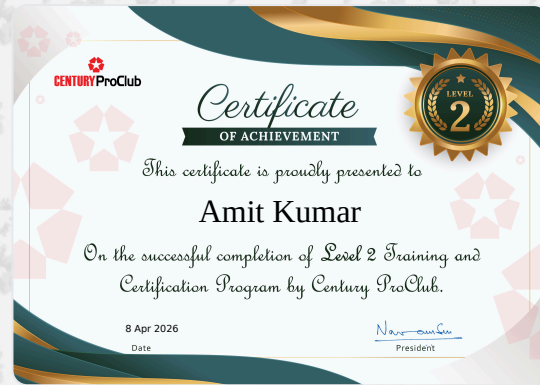 CENTURY ProClub
LEVEL
2
Certificate
OF ACHIEVEMENT
This certificate is proudly presented to
Amit Kumar
On the successful completion of Level 2 Training and
Certification Program by Century ProClub.
8 Apr 2026
Date
President